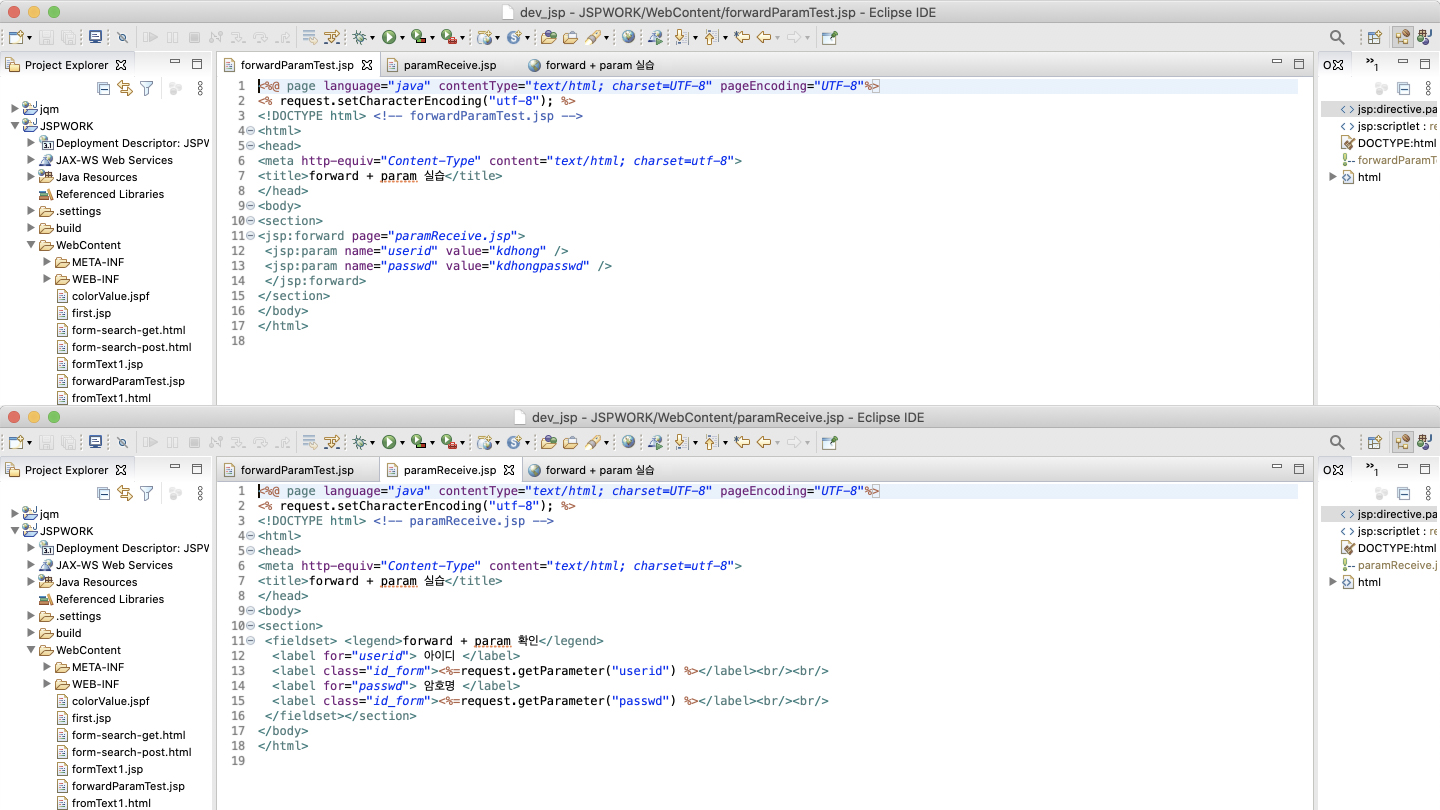 dev_jsp - JSPWORK/WebContent/forwardParamTest.jsp - Eclipse IDE
Project Explorer
forwardParamTest.jsp
paramReceive.jsp
forward + param 실습
jqm
JSPWORK
Deployment Descriptor: JSPW
JAX-WS Web Services
Java Resources
Referenced Libraries
.settings
build
WebContent
META-INF
WEB-INF
colorValue.jspf
first.jsp
form-search-get.html
form-search-post.html
formText1.jsp
forwardParamTest.jsp
fromText1.html
1 <%@ page language="java" contentType="text/html; charset=UTF-8" pageEncoding="UTF-8"%>
2 <% request.setCharacterEncoding("utf-8"); %>
3 <!DOCTYPE html> <!-- forwardParamTest.jsp -->
4 <html>
5 <head>
6 <meta http-equiv="Content-Type" content="text/html; charset=utf-8">
7 <title>forward + param 실습</title>
8 </head>
9 <body>
10 <section>
11 <jsp:forward page="paramReceive.jsp">
12 <jsp:param name="userid" value="kdhong" />
13 <jsp:param name="passwd" value="kdhongpasswd" />
14 </jsp:forward>
15 </section>
16 </body>
17 </html>
18
1
jsp:directive.pa
jsp:scriptlet : re
DOCTYPE:html
forwardParamT
html
dev_jsp - JSPWORK/WebContent/paramReceive.jsp - Eclipse IDE
Project Explorer
forwardParamTest.jsp
paramReceive.jsp
forward + param 실습
jqm
JSPWORK
Deployment Descriptor: JSPW
JAX-WS Web Services
Java Resources
Referenced Libraries
.settings
build
WebContent
META-INF
WEB-INF
colorValue.jspf
first.jsp
form-search-get.html
form-search-post.html
formText1.jsp
forwardParamTest.jsp
fromText1.html
1 <%@ page language="java" contentType="text/html; charset=UTF-8" pageEncoding="UTF-8"%>
2 <% request.setCharacterEncoding("utf-8"); %>
3 <!DOCTYPE html> <!-- paramReceive.jsp -->
4 <html>
5 <head>
6 <meta http-equiv="Content-Type" content="text/html; charset=utf-8">
7 <title>forward + param 실습</title>
8 </head>
9 <body>
10 <section>
11 <fieldset> <legend>forward + param 확인</legend>
12 <label for="userid"> 아이디 </label>
13 <label class="id_form"><%=request.getParameter("userid") %></label><br/><br/>
14 <label for="passwd"> 암호명 </label>
15 <label class="id_form"><%=request.getParameter("passwd") %></label><br/><br/>
16 </fieldset></section>
17 </body>
18 </html>
19
1
jsp:directive.pa
jsp:scriptlet : re
DOCTYPE:html
paramReceive.j
html